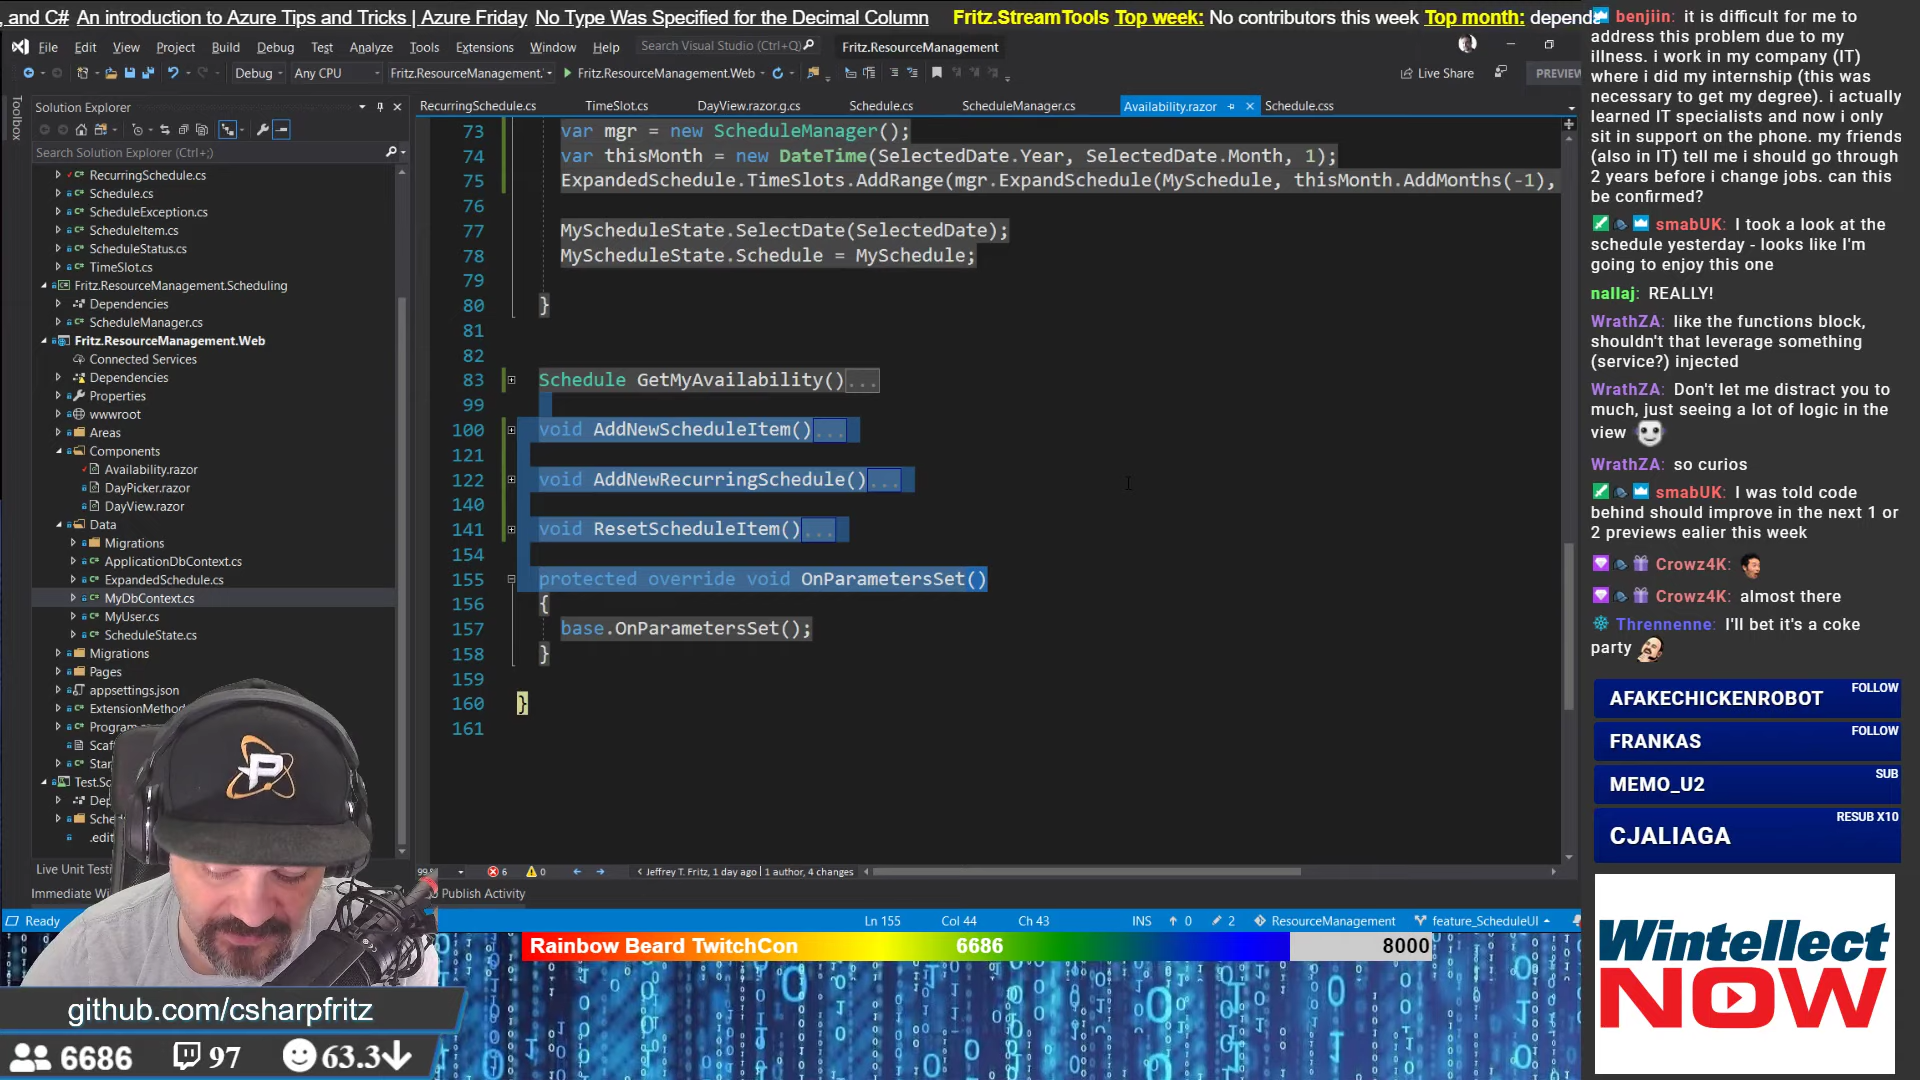 , and C# An introduction to Azure Tips and Tricks | Azure Friday No Type Was Specified for the Decimal Column Fritz.StreamTools Top week: No contributors this week Top month:
File Edit View Project Build Debug Test Analyze Tools Extensions Window Help Search Visual Studio (Ctrl+Q) Fritz.ResourceManagement
Debug Any CPU Fritz.ResourceManagement. Fritz.ResourceManagement.Web Live Share PREVIEW
Toolbox
Solution Explorer
Search Solution Explorer (Ctrl+;)
RecurringSchedule.cs
Schedule.cs
ScheduleException.cs
ScheduleItem.cs
ScheduleStatus.cs
TimeSlot.cs
Fritz.ResourceManagement.Scheduling
Dependencies
ScheduleManager.cs
Fritz.ResourceManagement.Web
Connected Services
Dependencies
Properties
wwwroot
Areas
Components
Availability.razor
DayPicker.razor
DayView.razor
Data
Migrations
ApplicationDbContext.cs
ExpandedSchedule.cs
MyDbContext.cs
MyUser.cs
ScheduleState.cs
Migrations
Pages
appsettings.json
ExtensionMethod
Program.cs
Scaf
Star
Test.Sc
Dep
Sche
.edit
Live Unit Testi
Immediate Wi
RecurringSchedule.cs TimeSlot.cs DayView.razor.g.cs Schedule.cs ScheduleManager.cs Availability.razor Schedule.css
73 var mgr = new ScheduleManager();
74 var thisMonth = new DateTime(SelectedDate.Year, SelectedDate.Month, 1);
75 ExpandedSchedule.TimeSlots.AddRange(mgr.ExpandSchedule(MySchedule, thisMonth.AddMonths(-1),
76
77 MyScheduleState.SelectDate(SelectedDate);
78 MyScheduleState.Schedule = MySchedule;
79
80 }
81
82
83 Schedule GetMyAvailability()...
99
100 void AddNewScheduleItem()...
121
122 void AddNewRecurringSchedule()...
140
141 void ResetScheduleItem()...
154
155 protected override void OnParametersSet()
156 {
157 base.OnParametersSet();
158 }
159
160 }
161
6 0 Jeffrey T. Fritz, 1 day ago | 1 author, 4 changes
Publish Activity
Ready Ln 155 Col 44 Ch 43 INS 0 2 ResourceManagement feature_ScheduleUI
Rainbow Beard TwitchCon 6686 8000
github.com/csharpfritz
6686 97 63.3
benjiin: it is difficult for me to
address this problem due to my
illness. i work in my company (IT)
where i did my internship (this was
necessary to get my degree). i actually
learned IT specialists and now i only
sit in support on the phone. my friends
(also in IT) tell me i should go through
2 years before i change jobs. can this
be confirmed?
smabUK: I took a look at the
schedule yesterday - looks like I'm
going to enjoy this one
nallaj: REALLY!
WrathZA: like the functions block,
shouldn't that leverage something
(service?) injected
WrathZA: Don't let me distract you to
much, just seeing a lot of logic in the
view
WrathZA: so curios
smabUK: I was told code
behind should improve in the next 1 or
2 previews ealier this week
Crowz4K:
Crowz4K: almost there
Thrennenne: I'll bet it's a coke
party
AFAKECHICKENROBOT FOLLOW
FRANKAS FOLLOW
MEMO_U2 SUB
CJALIAGA RESUB X10
Wintellect
NOW